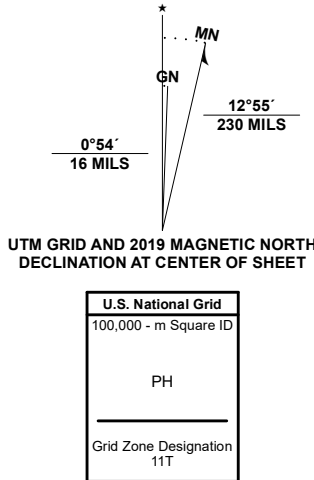 ★
MN
GN
0°54´
16 MILS
12°55´
230 MILS
UTM GRID AND 2019 MAGNETIC NORTH
DECLINATION AT CENTER OF SHEET
U.S. National Grid
100,000 - m Square ID
PH
Grid Zone Designation
11T